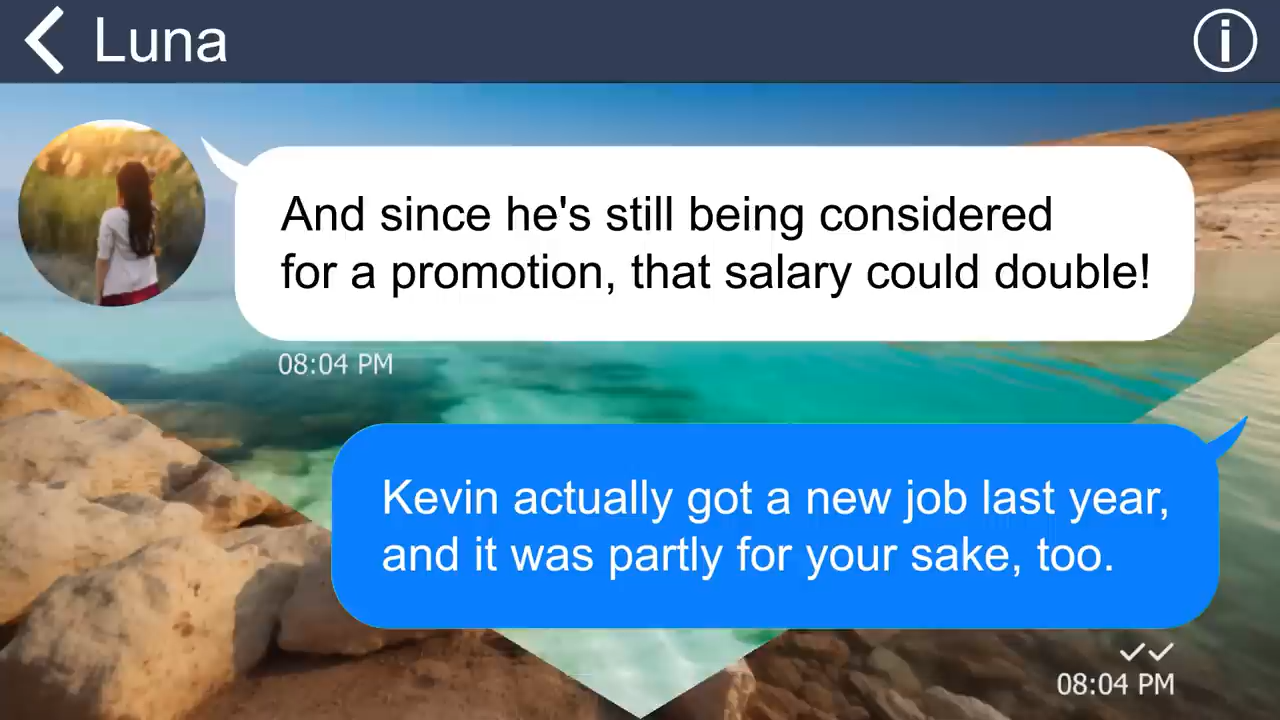 Luna
And since he's still being considered
for a promotion, that salary could double!
08:04 PM
Kevin actually got a new job last year,
and it was partly for your sake, too.
08:04 PM